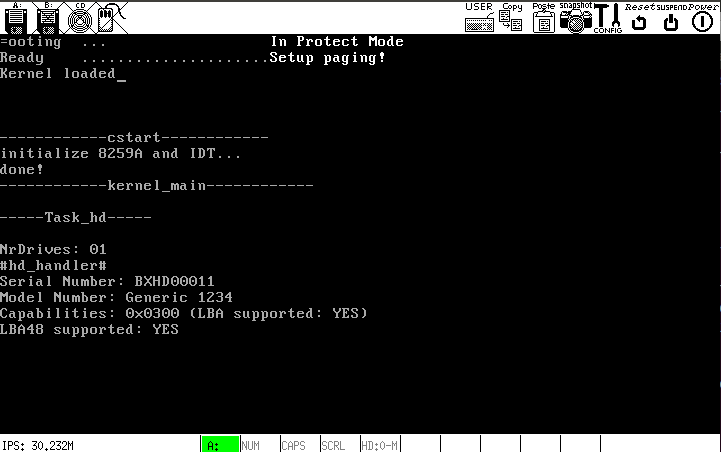 A: B: CD USER Copy Paste snapshot CONFIG Reset SUSPEND Power
=ooting ... In Protect Mode
Ready .....................Setup paging!
Kernel loaded_
------------cstart------------
initialize 8259A and IDT...
done!
------------kernel_main------------
-----Task_hd-----
NrDrives: 01
#hd_handler#
Serial Number: BXHD00011
Model Number: Generic 1234
Capabilities: 0x0300 (LBA supported: YES)
LBA48 supported: YES
IPS: 30.232M A: NUM CAPS SCRL HD:0-M